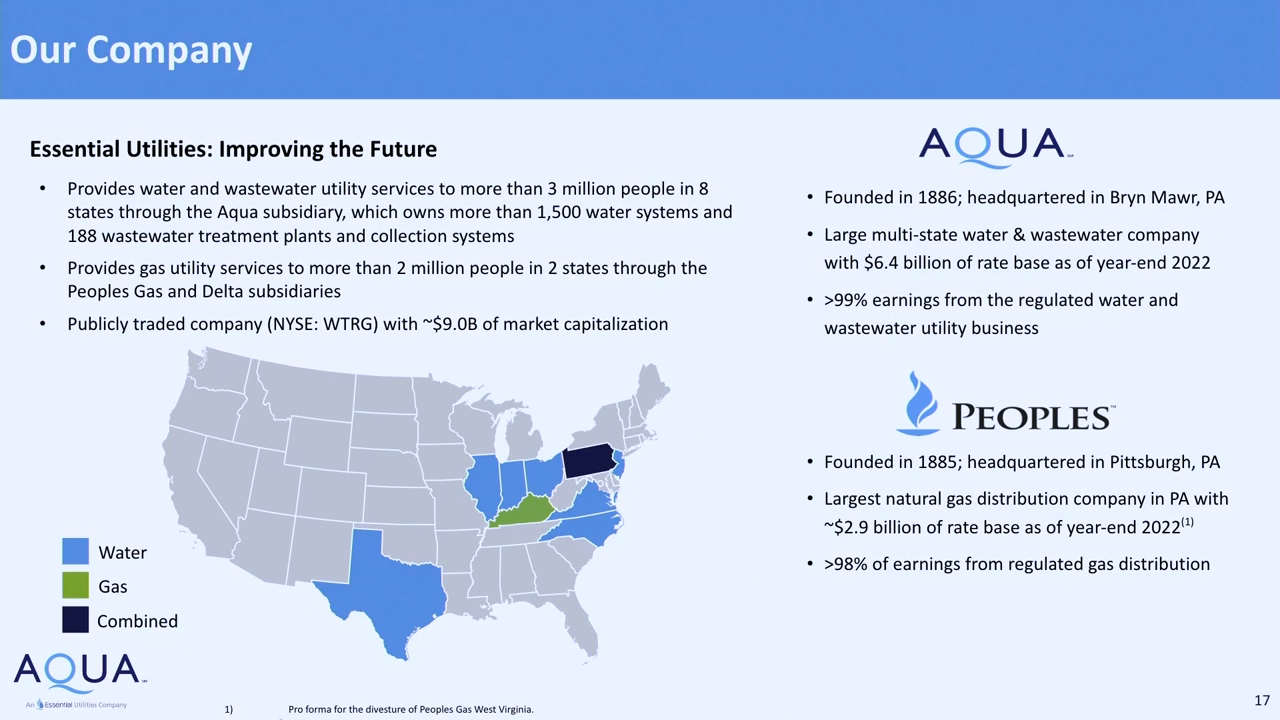 Our Company
Essential Utilities: Improving the Future
• Provides water and wastewater utility services to more than 3 million people in 8
states through the Aqua subsidiary, which owns more than 1,500 water systems and
188 wastewater treatment plants and collection systems
• Provides gas utility services to more than 2 million people in 2 states through the
Peoples Gas and Delta subsidiaries
• Publicly traded company (NYSE: WTRG) with ~$9.0B of market capitalization
Water
Gas
Combined
AQUA
An Essential Utilities Company
1) Pro forma for the divesture of Peoples Gas West Virginia.
AQUA
• Founded in 1886; headquartered in Bryn Mawr, PA
• Large multi-state water & wastewater company
with $6.4 billion of rate base as of year-end 2022
• >99% earnings from the regulated water and
wastewater utility business
PEOPLES™
• Founded in 1885; headquartered in Pittsburgh, PA
• Largest natural gas distribution company in PA with
~$2.9 billion of rate base as of year-end 2022(1)
• >98% of earnings from regulated gas distribution
17